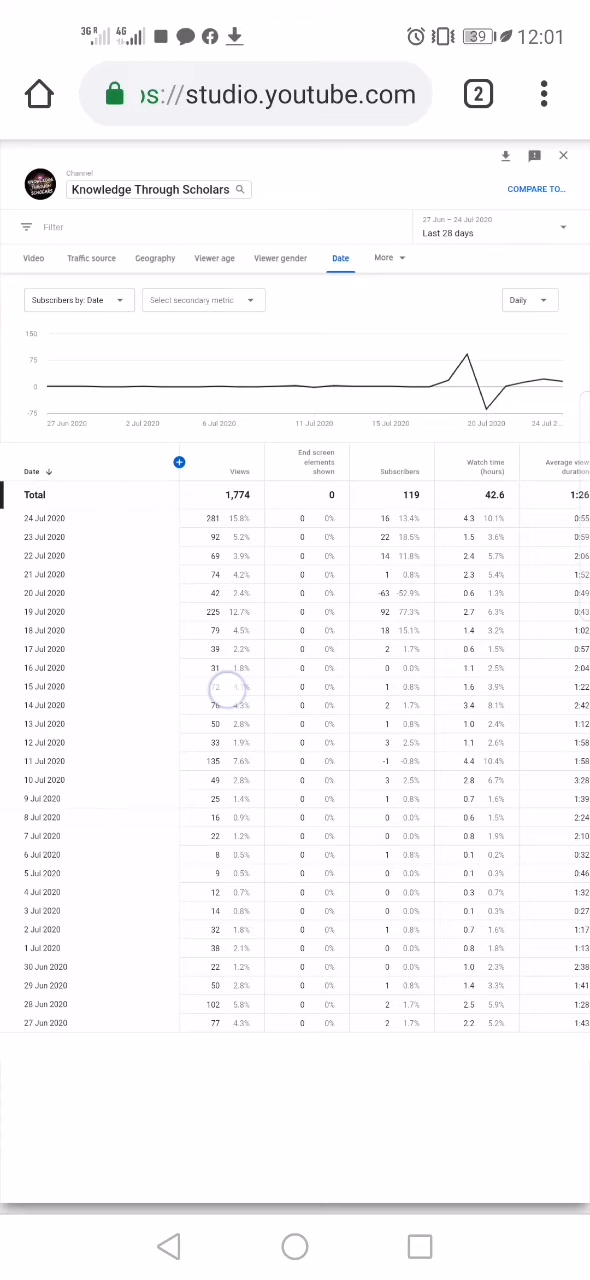 3G R 4G 39 12:01
os://studio.youtube.com 2
Channel
Knowledge Through Scholars
COMPARE TO...
Filter
27 Jun – 24 Jul 2020
Last 28 days
Video Traffic source Geography Viewer age Viewer gender Date More
Subscribers by: Date Select secondary metric Daily
150
75
0
-75
27 Jun 2020 2 Jul 2020 6 Jul 2020 11 Jul 2020 15 Jul 2020 20 Jul 2020 24 Jul 2...
Date Views End screen elements shown Subscribers Watch time (hours) Average view duration
Total 1,774 0 119 42.6 1:26
24 Jul 2020 281 15.8% 0 0% 16 13.4% 4.3 10.1% 0:55
23 Jul 2020 92 5.2% 0 0% 22 18.5% 1.5 3.6% 0:59
22 Jul 2020 69 3.9% 0 0% 14 11.8% 2.4 5.7% 2:06
21 Jul 2020 74 4.2% 0 0% 1 0.8% 2.3 5.4% 1:52
20 Jul 2020 42 2.4% 0 0% -63 -52.9% 0.6 1.3% 0:49
19 Jul 2020 225 12.7% 0 0% 92 77.3% 2.7 6.3% 0:43
18 Jul 2020 79 4.5% 0 0% 18 15.1% 1.4 3.2% 1:02
17 Jul 2020 39 2.2% 0 0% 2 1.7% 0.6 1.5% 0:57
16 Jul 2020 31 1.8% 0 0% 0 0.0% 1.1 2.5% 2:04
15 Jul 2020 72 4.1% 0 0% 1 0.8% 1.6 3.9% 1:22
14 Jul 2020 76 4.3% 0 0% 2 1.7% 3.4 8.1% 2:42
13 Jul 2020 50 2.8% 0 0% 1 0.8% 1.0 2.4% 1:12
12 Jul 2020 33 1.9% 0 0% 3 2.5% 1.1 2.6% 1:58
11 Jul 2020 135 7.6% 0 0% -1 -0.8% 4.4 10.4% 1:58
10 Jul 2020 49 2.8% 0 0% 3 2.5% 2.8 6.7% 3:28
9 Jul 2020 25 1.4% 0 0% 1 0.8% 0.7 1.6% 1:39
8 Jul 2020 16 0.9% 0 0% 0 0.0% 0.6 1.5% 2:24
7 Jul 2020 22 1.2% 0 0% 0 0.0% 0.8 1.9% 2:10
6 Jul 2020 8 0.5% 0 0% 1 0.8% 0.1 0.2% 0:32
5 Jul 2020 9 0.5% 0 0% 0 0.0% 0.1 0.3% 0:46
4 Jul 2020 12 0.7% 0 0% 0 0.0% 0.3 0.7% 1:32
3 Jul 2020 14 0.8% 0 0% 0 0.0% 0.1 0.3% 0:27
2 Jul 2020 32 1.8% 0 0% 1 0.8% 0.7 1.6% 1:17
1 Jul 2020 38 2.1% 0 0% 0 0.0% 0.8 1.8% 1:13
30 Jun 2020 22 1.2% 0 0% 0 0.0% 1.0 2.3% 2:38
29 Jun 2020 50 2.8% 0 0% 1 0.8% 1.4 3.3% 1:41
28 Jun 2020 102 5.8% 0 0% 2 1.7% 2.5 5.9% 1:28
27 Jun 2020 77 4.3% 0 0% 2 1.7% 2.2 5.2% 1:43